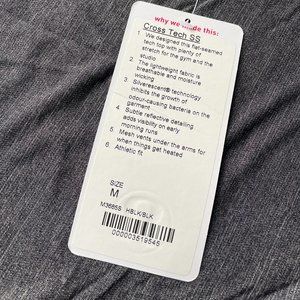 why we made this:
Cross Tech SS
1. We designed this flat-seamed
tech top with plenty of
stretch for the gym and the
studio
2. The lightweight fabric is
breathable and moisture
wicking
3. Silverescent® technology
inhibits the growth of
odour-causing bacteria on the
garment
4. Subtle reflective detailing
adds visibility on early
morning runs
5. Mesh vents under the arms for
when things get heated
6. Athletic fit
SIZE
M
M3665S HBLK/BLK
000003519545